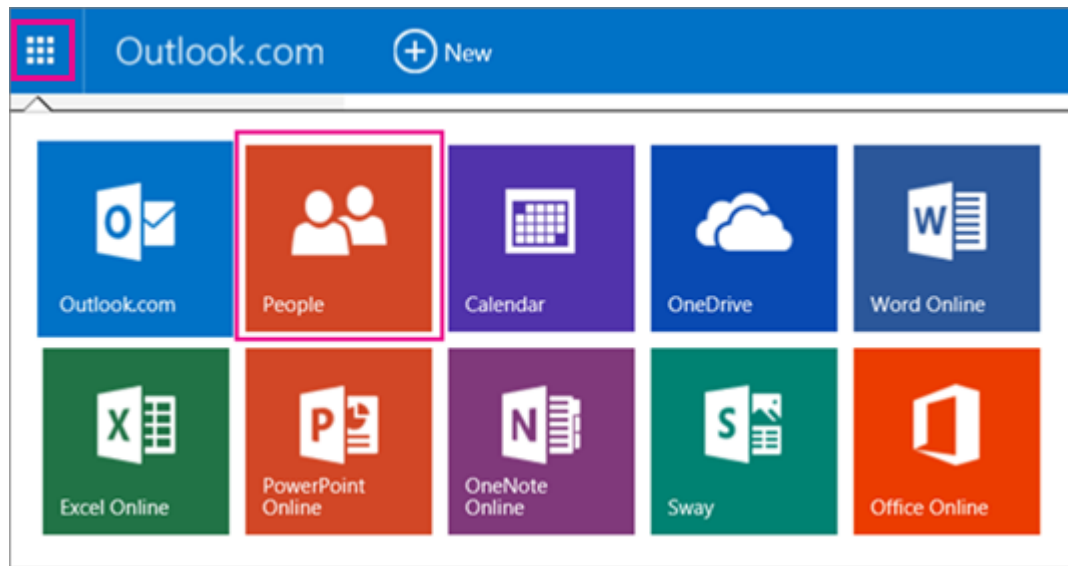 Outlook.com
New
Outlook.com
People
Calendar
OneDrive
Word Online
Excel Online
PowerPoint
Online
OneNote
Online
Sway
Office Online